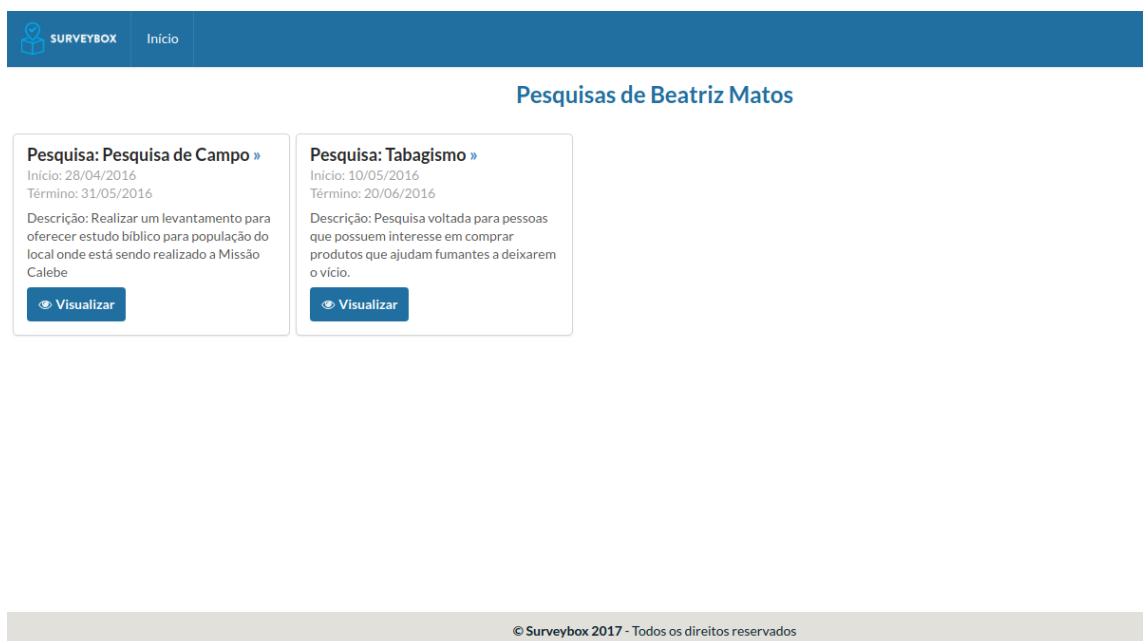 SURVEYBOX Início
Pesquisas de Beatriz Matos
Pesquisa: Pesquisa de Campo »
Início: 28/04/2016
Término: 31/05/2016
Descrição: Realizar um levantamento para
oferecer estudo bíblico para população do
local onde está sendo realizado a Missão
Calebe
Visualizar
Pesquisa: Tabagismo »
Início: 10/05/2016
Término: 20/06/2016
Descrição: Pesquisa voltada para pessoas
que possuem interesse em comprar
produtos que ajudam fumantes a deixarem
o vício.
Visualizar
© Surveybox 2017 - Todos os direitos reservados